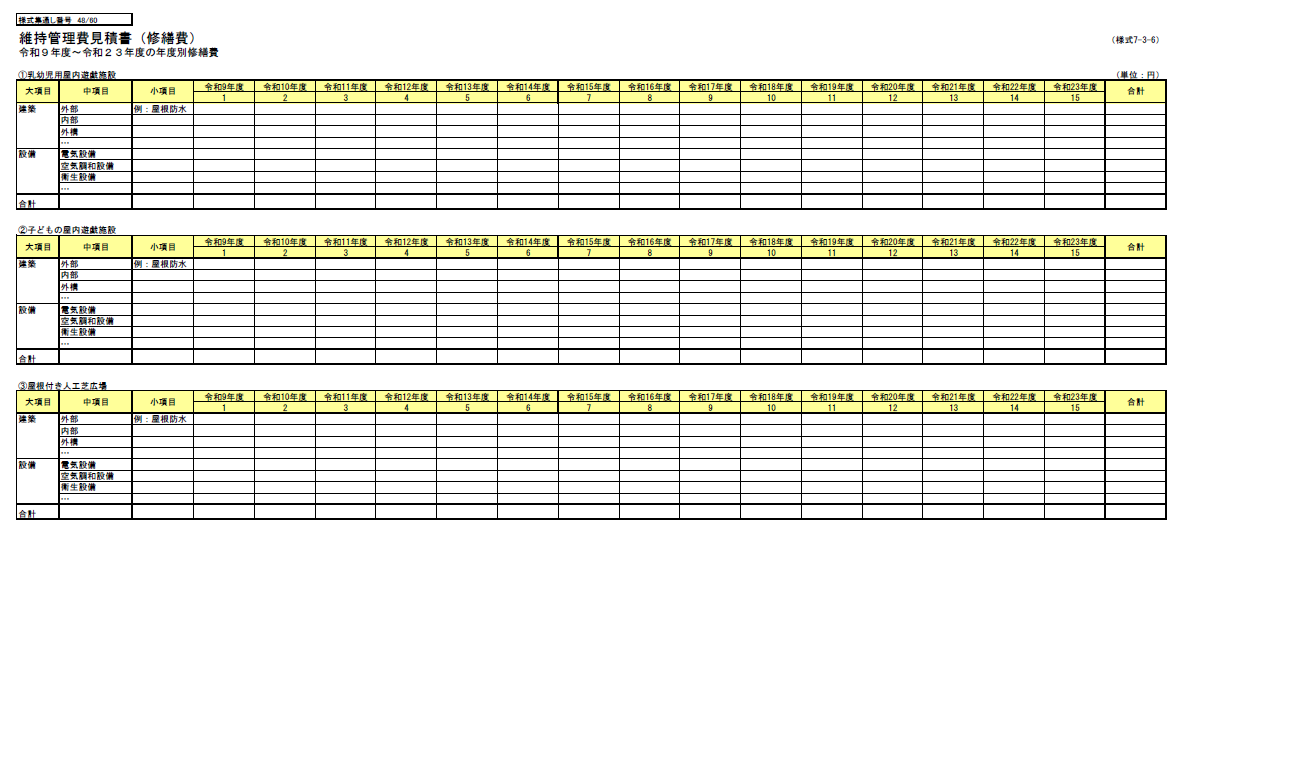 様式集通し番号 48/60
維持管理費見積書（修繕費）
（様式7-3-6）
令和９年度～令和２３年度の年度別修繕費
①乳幼児用屋内遊戯施設
（単位：円）
大項目 中項目 小項目 令和9年度 令和10年度 令和11年度 令和12年度 令和13年度 令和14年度 令和15年度 令和16年度 令和17年度 令和18年度 令和19年度 令和20年度 令和21年度 令和22年度 令和23年度 合計
1 2 3 4 5 6 7 8 9 10 11 12 13 14 15
建築 外部 例：屋根防水
内部
外構
…
設備 電気設備
空気調和設備
衛生設備
…
合計
②子どもの屋内遊戯施設
大項目 中項目 小項目 令和9年度 令和10年度 令和11年度 令和12年度 令和13年度 令和14年度 令和15年度 令和16年度 令和17年度 令和18年度 令和19年度 令和20年度 令和21年度 令和22年度 令和23年度 合計
1 2 3 4 5 6 7 8 9 10 11 12 13 14 15
建築 外部 例：屋根防水
内部
外構
…
設備 電気設備
空気調和設備
衛生設備
…
合計
③屋根付き人工芝広場
大項目 中項目 小項目 令和9年度 令和10年度 令和11年度 令和12年度 令和13年度 令和14年度 令和15年度 令和16年度 令和17年度 令和18年度 令和19年度 令和20年度 令和21年度 令和22年度 令和23年度 合計
1 2 3 4 5 6 7 8 9 10 11 12 13 14 15
建築 外部 例：屋根防水
内部
外構
…
設備 電気設備
空気調和設備
衛生設備
…
合計